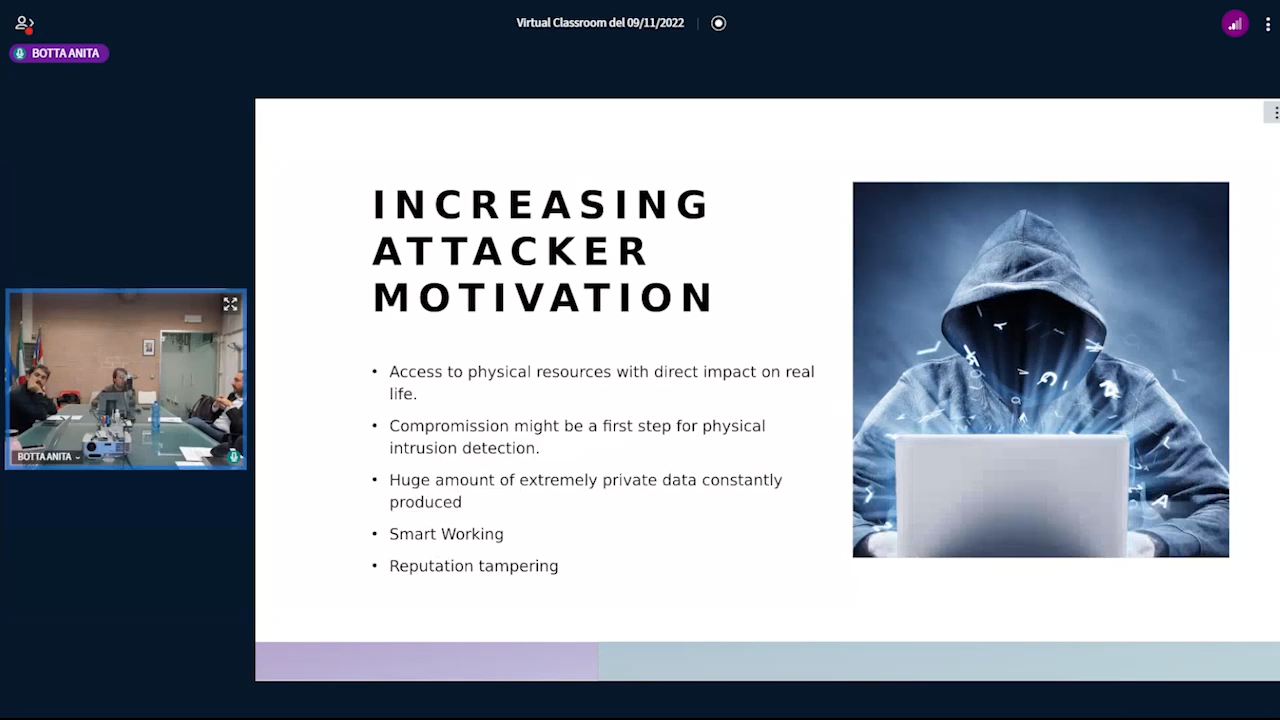 Virtual Classroom del 09/11/2022
BOTTA ANITA
INCREASING
ATTACKER
MOTIVATION
• Access to physical resources with direct impact on real
life.
• Compromission might be a first step for physical
intrusion detection.
• Huge amount of extremely private data constantly
produced
• Smart Working
• Reputation tampering
BOTTA ANITA